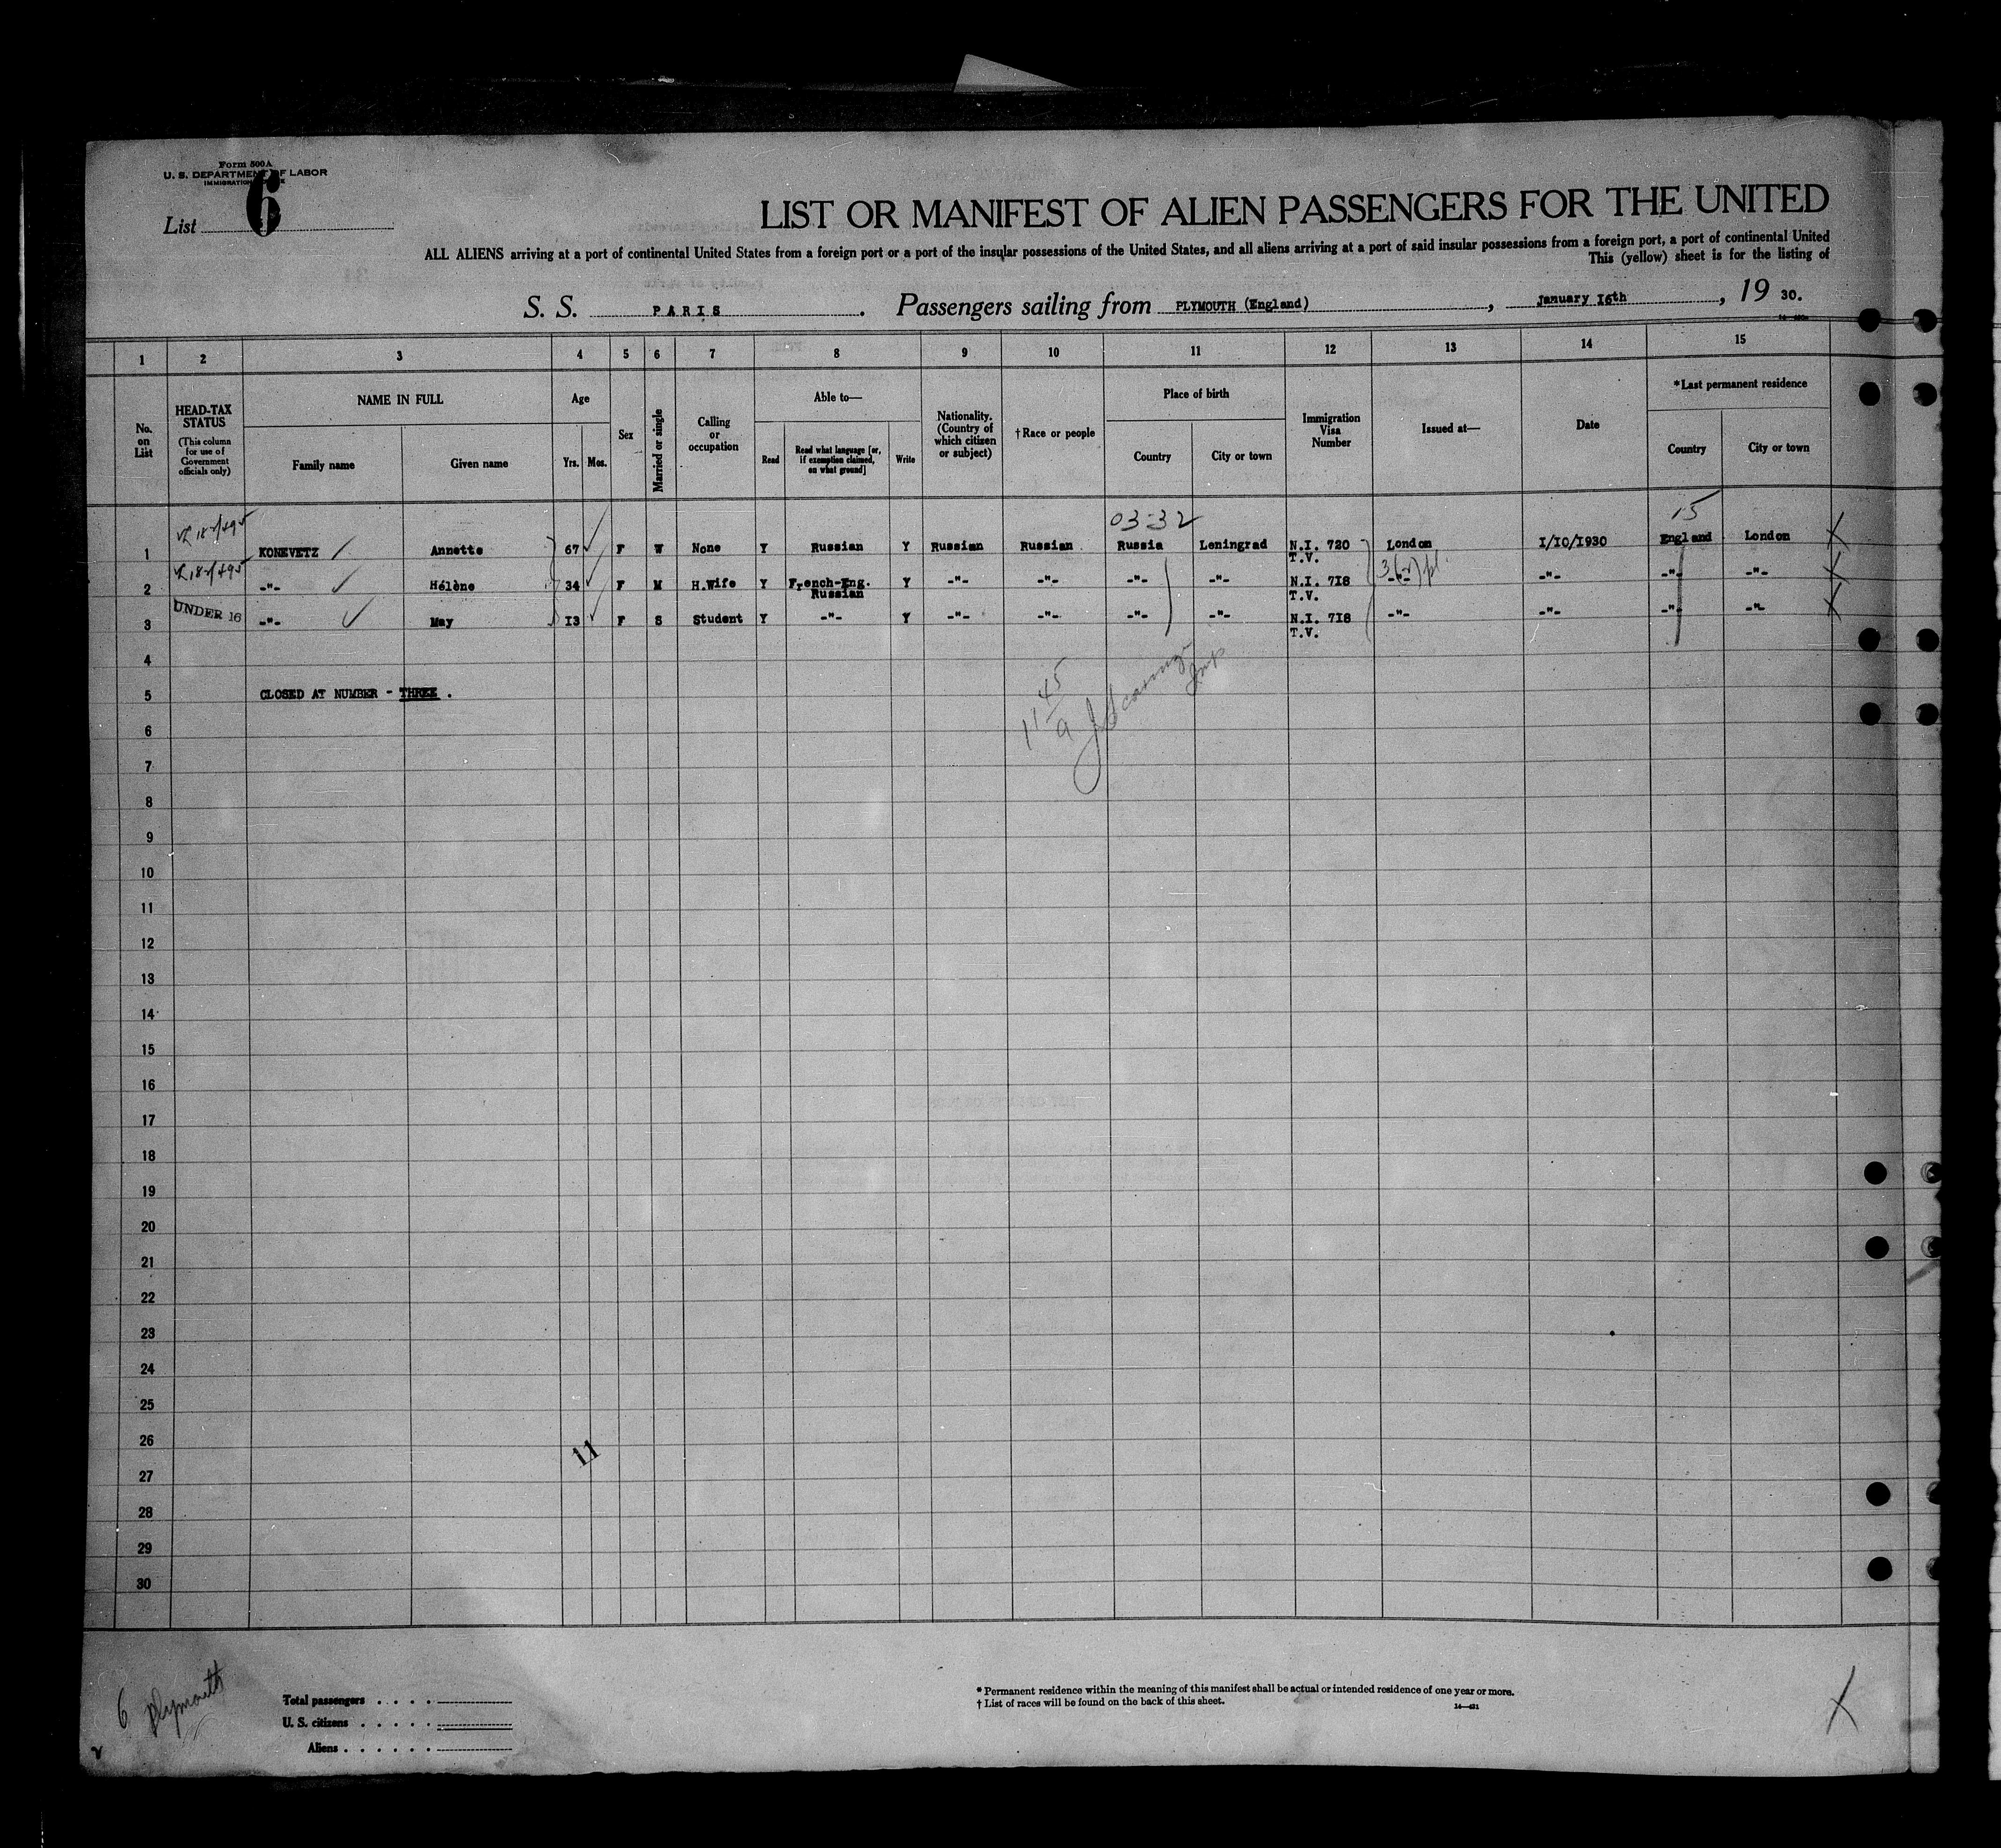 Form 500A
U. S. DEPARTMENT OF LABOR
IMMIGRATION
List 6
LIST OR MANIFEST OF ALIEN PASSENGERS FOR THE UNITED
ALL ALIENS arriving at a port of continental United States from a foreign port or a port of the insular possessions of the United States, and all aliens arriving at a port of said insular possessions from a foreign port, a port of continental United
This (yellow) sheet is for the listing of
S. S. PARIS. Passengers sailing from PLYMOUTH (England), January 16th, 19 30.
1 2 3 4 5 6 7 8 9 10 11 12 13 14 15
No. on List
HEAD-TAX STATUS (This column for use of Government officials only)
NAME IN FULL
Family name Given name
Age
Yrs. Mos.
Sex
Married or single
Calling or occupation
Able to—
Read Read what language [or, if exemption claimed, on what ground] Write
Nationality. (Country of which citizen or subject)
†Race or people
Place of birth
Country City or town
Immigration Visa Number
Issued at—
Date
*Last permanent residence
Country City or town
03-32 15
1 KONEVETZ Annette 67 F W None Y Russian Y Russian Russian Russia Leningrad N.I. 720 London I/IO/1930 England London
T.V.
2 -"- Hélène 34 F M H.Wife Y French-Eng. Y -"- -"- -"- -"- N.I. 7I8 -"- -"- -"- -"-
Russian T.V.
3 UNDER 16 -"- May I3 F S Student Y -"- Y -"- -"- -"- -"- N.I. 7I8 -"- -"- -"- -"-
T.V.
4
5 CLOSED AT NUMBER - THREE .
11 45/a
6
7
8
9
10
11
12
13
14
15
16
17
18
19
20
21
22
23
24
25
26
11
27
28
29
30
6 Plymouth
Total passengers . . . .
U. S. citizens . . . . .
Aliens . . . . . .
* Permanent residence within the meaning of this manifest shall be actual or intended residence of one year or more.
† List of races will be found on the back of this sheet.
X